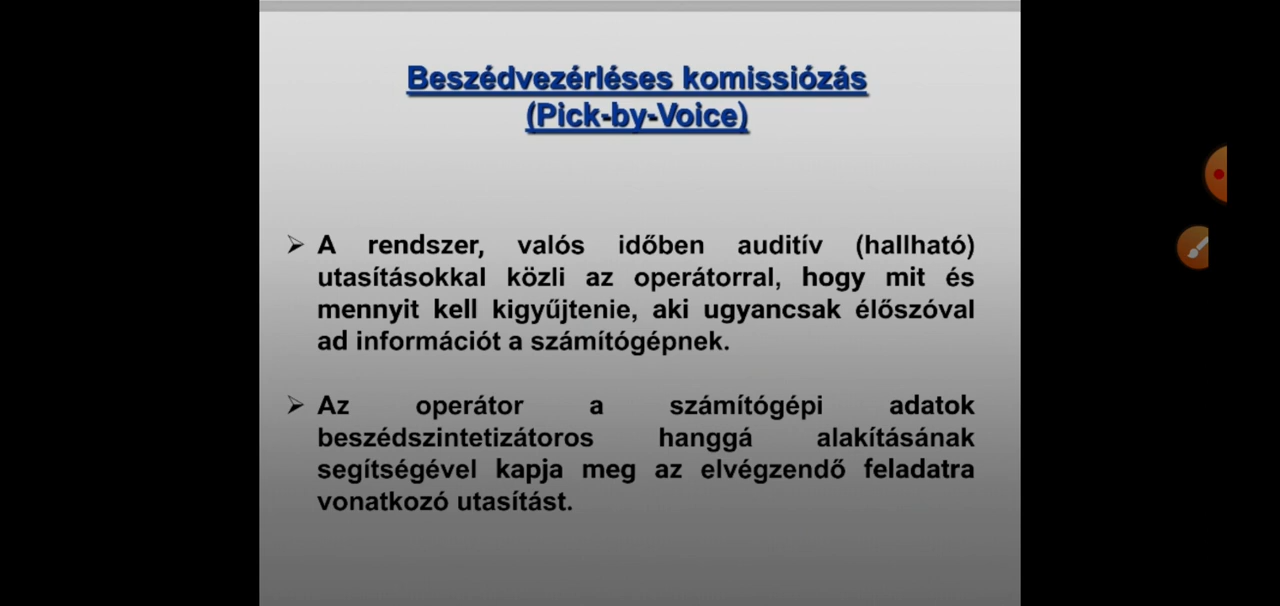 Beszédvezérléses komissiózás
(Pick-by-Voice)
A rendszer, valós időben auditív (hallható)
utasításokkal közli az operátorral, hogy mit és
mennyit kell kigyűjtenie, aki ugyancsak élőszóval
ad információt a számítógépnek.
Az operátor a számítógépi adatok
beszédszintetizátoros hanggá alakításának
segítségével kapja meg az elvégzendő feladatra
vonatkozó utasítást.